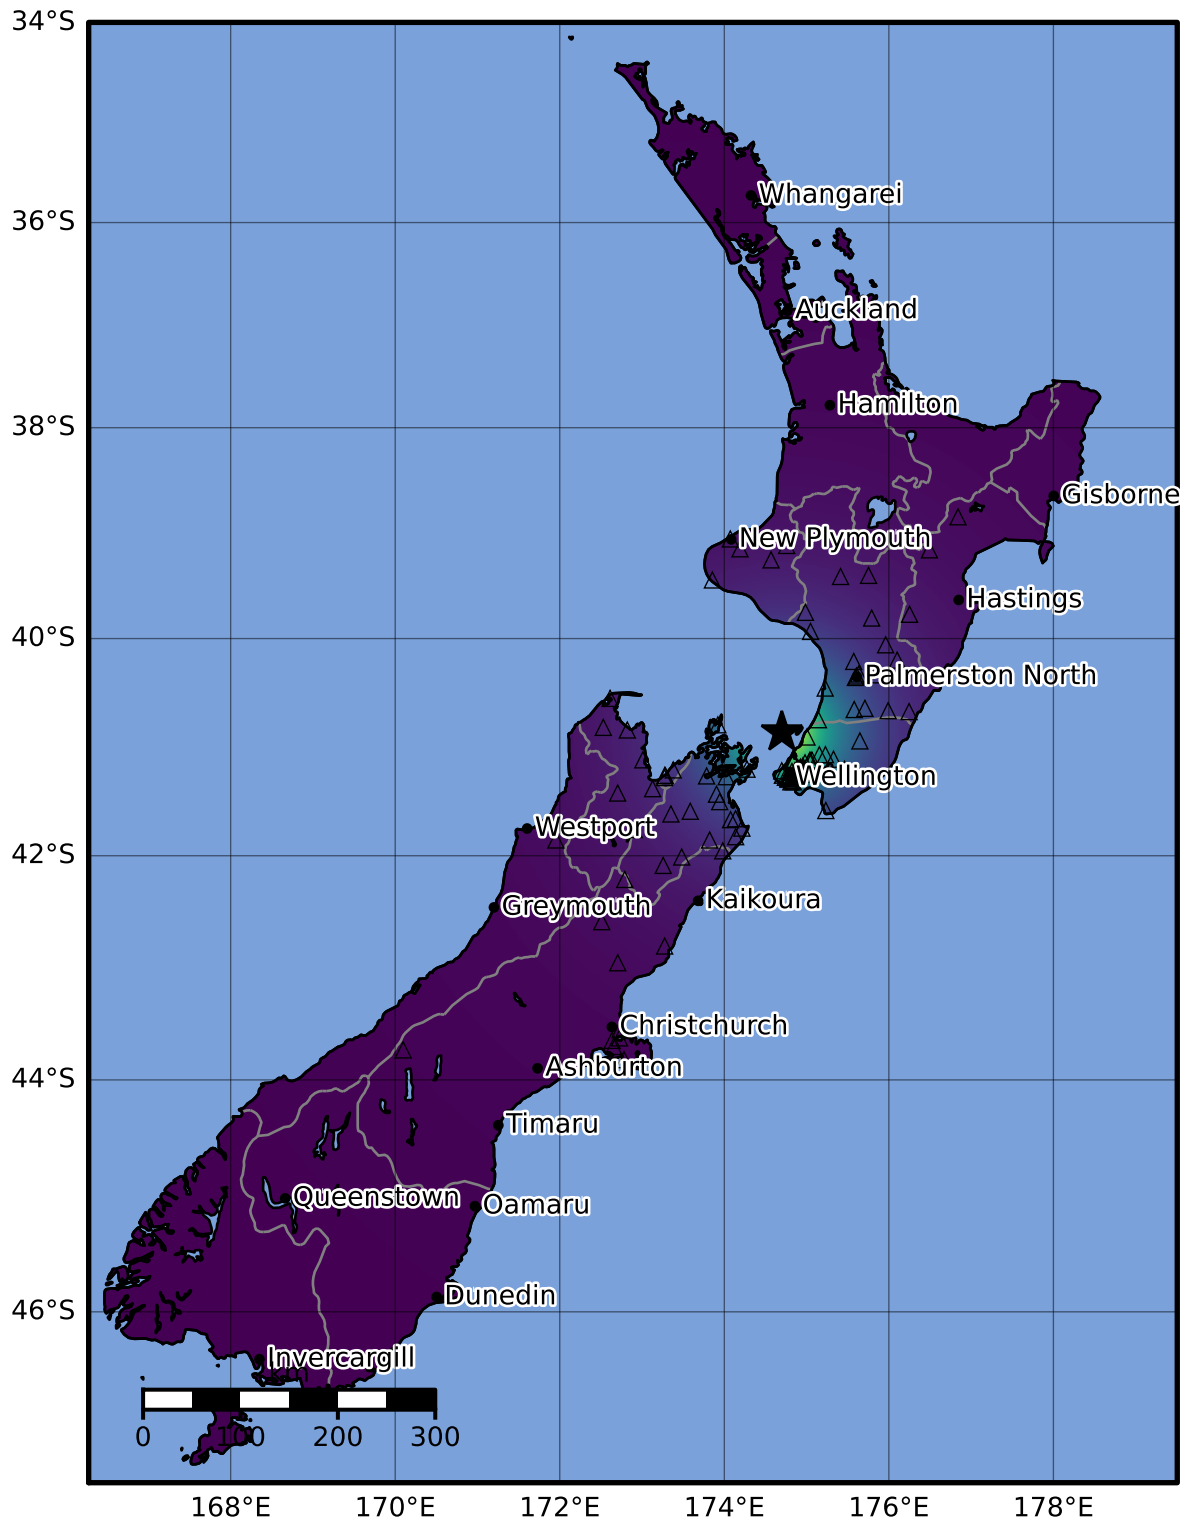 34°S
Whangarei
36°S
Auckland
Hamilton
38°S
Gisborne
New Plymouth
Hastings
40°S
Palmerston North
Wellington
Westport
42°S
Kaikoura
Greymouth
Christchurch
Ashburton
44°S
Timaru
Queenstown
Oamaru
Dunedin
46°S
Invercargill
0 100 200 300
168°E 170°E 172°E 174°E 176°E 178°E